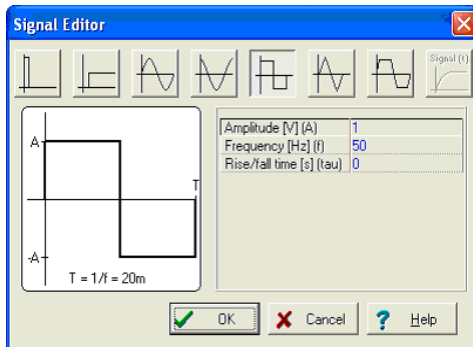 Signal Editor
Signal (t)
A
T
-A
T = 1/f = 20m
Amplitude [V] (A) 1
Frequency [Hz] (f) 50
Rise/fall time [s] (tau) 0
OK
Cancel
? Help